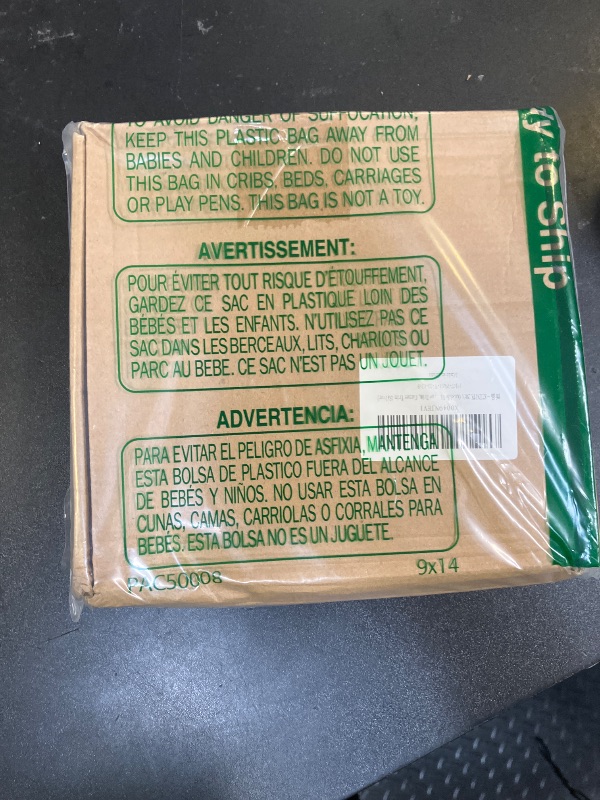 TO AVOID DANGER OF SUFFOCATION,
KEEP THIS PLASTIC BAG AWAY FROM
BABIES AND CHILDREN. DO NOT USE
THIS BAG IN CRIBS, BEDS, CARRIAGES
OR PLAY PENS. THIS BAG IS NOT A TOY.
AVERTISSEMENT:
POUR ÉVITER TOUT RISQUE D'ÉTOUFFEMENT,
GARDEZ CE SAC EN PLASTIQUE LOIN DES
BÉBÉS ET LES ENFANTS. N'UTILISEZ PAS CE
SAC DANS LES BERCEAUX, LITS, CHARIOTS OU
PARC AU BEBE. CE SAC N'EST PAS UN JOUET.
ADVERTENCIA:
PARA EVITAR EL PELIGRO DE ASFIXIA, MANTENGA
ESTA BOLSA DE PLASTICO FUERA DEL ALCANCE
DE BEBÉS Y NIÑOS. NO USAR ESTA BOLSA EN
CUNAS, CAMAS, CARRIOLAS O CORRALES PARA
BEBÉS. ESTA BOLSA NO ES UN JUGUETE.
PAC50008
9x14
zy to Ship